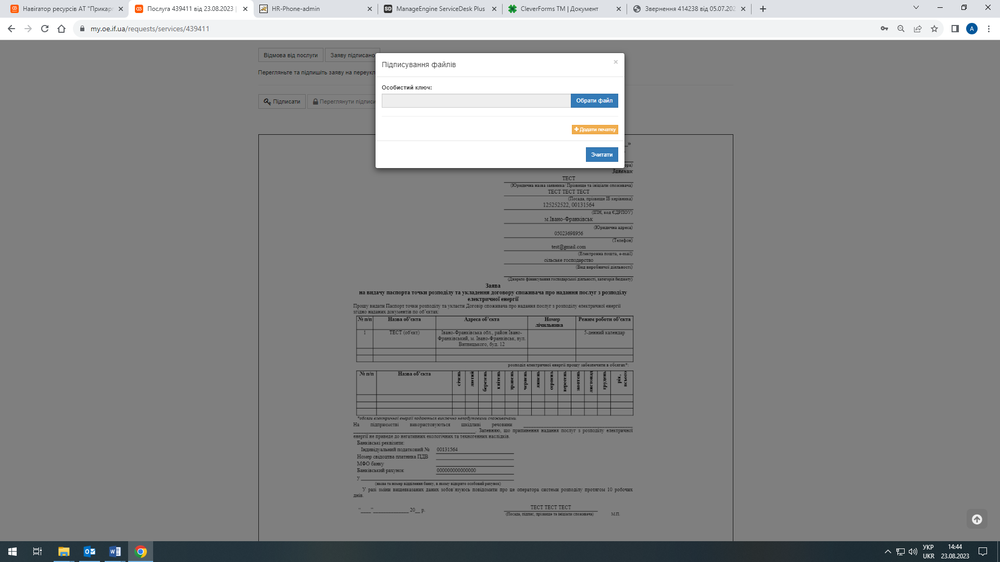 Навігатор ресурсів АТ "Прикарп
Послуга 439411 від 23.08.2023 |
HR-Phone-admin
ManageEngine ServiceDesk Plus
CleverForms TM | Документ
Звернення 414238 від 05.07.202
my.oe.if.ua/requests/services/439411
Відмова від послуги
Заяву підписано
Перегляньте та підпишіть заяву на переукл
Підписати
Переглянути підписи
Підписування файлів
×
Особистий ключ:
Обрати файл
Додати печатку
Зчитати
Заявник
ТЕСТ
(Юридична назва заявника/ Прізвище та ініціали споживача)
ТЕСТ ТЕСТ ТЕСТ
(Посада, прізвище ІБ керівника)
125252522, 00131564
(ІПН, код ЄДРПОУ)
м.Івано-Франківськ
(Юридична адреса)
05023698956
(Телефон)
test@gmail.com
(Електронна пошта, e-mail)
сільське господарство
(Вид виробничої діяльності)
(Джерело фінансування господарської діяльності, категорія бюджету)
Заява
на видачу паспорта точки розподілу та укладення договору споживача про надання послуг з розподілу
електричної енергії
Прошу видати Паспорт точки розподілу та укласти Договір споживача про надання послуг з розподілу електричної енергії
згідно наданих документів по об’єктах:
№ п/п Назва об’єкта Адреса об’єкта Номер лічильника Режим роботи об’єкта
1 ТЕСТ (об'єкт) Івано-Франківська обл., район Івано-
Франківський, м. Івано-Франківськ, вул.
Витвицького, буд. 12
5-денний календар
розподіл електричної енергії прошу забезпечити в обсягах*:
№ п/п Назва об’єкта січень лютий березень квітень травень червень липень серпень вересень жовтень листопад грудень рік, всього
*обсяги електричної енергії подаються виключно непобутовими споживачами.
На підприємстві використовуються шкідливі речовини ____________
____________. Запевняю, що припинення надання послуг з розподілу електричної
енергії не приведе до негативних екологічних та техногенних наслідків.
Банківські реквізити:
Індивідуальний податковий № 00131564
Номер свідоцтва платника ПДВ
МФО банку
Банківський рахунок 000000000000000
у ____________
(назва та номер відділення банку, в якому відкрито особовий рахунок)
У разі зміни вищевказаних даних зобов’язуюсь повідомити про це оператора системи розподілу протягом 10 робочих
днів.
“____”______________ 20__ р.
ТЕСТ ТЕСТ ТЕСТ
(Посада, підпис, прізвище та ініціали споживача)
М.П.
УКР
UKR
14:44
23.08.2023